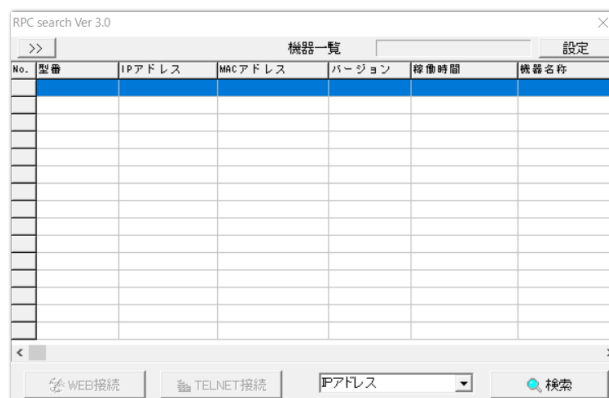 RPC search Ver 3.0
>> 機器一覧 設定
No. 型番 IPアドレス MACアドレス バージョン 稼働時間 機器名称
WEB接続 TELNET接続 IPアドレス 検索